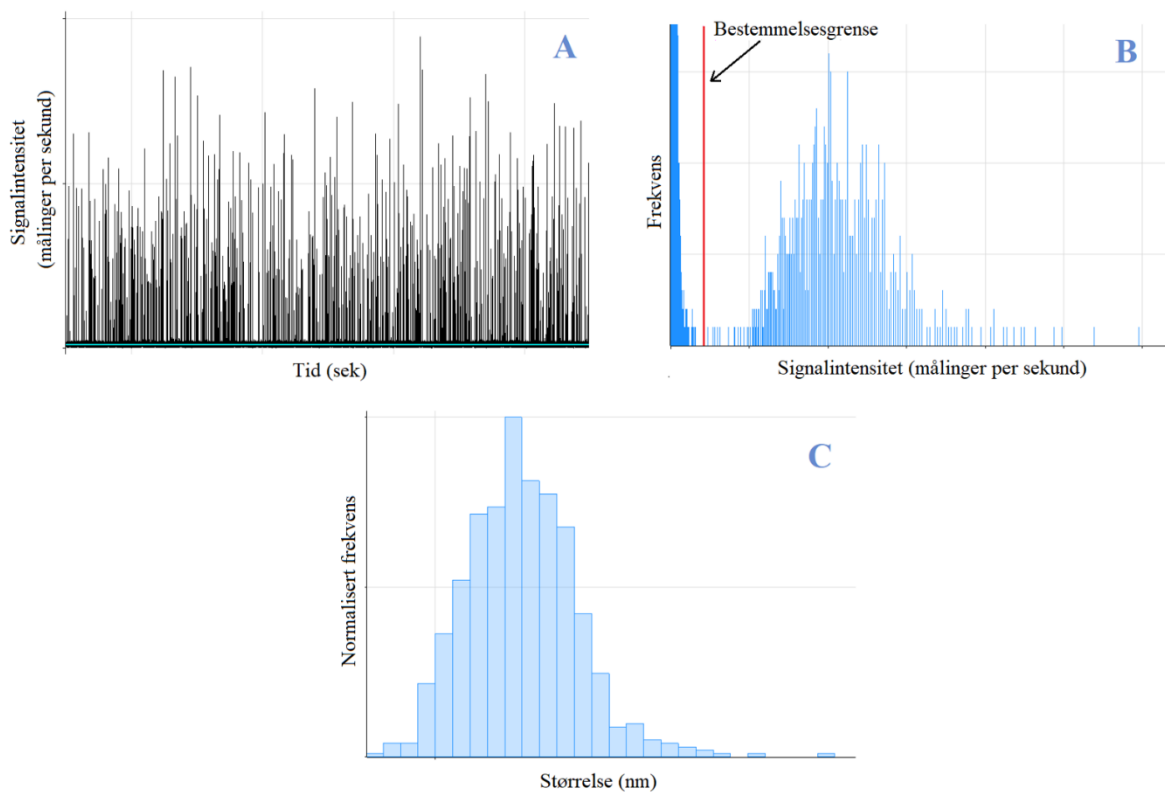 A
Signalintensitet
(målinger per sekund)
Tid (sek)
Bestemmelsesgrense
B
Frekvens
Signalintensitet (målinger per sekund)
C
Normalisert frekvens
Størrelse (nm)